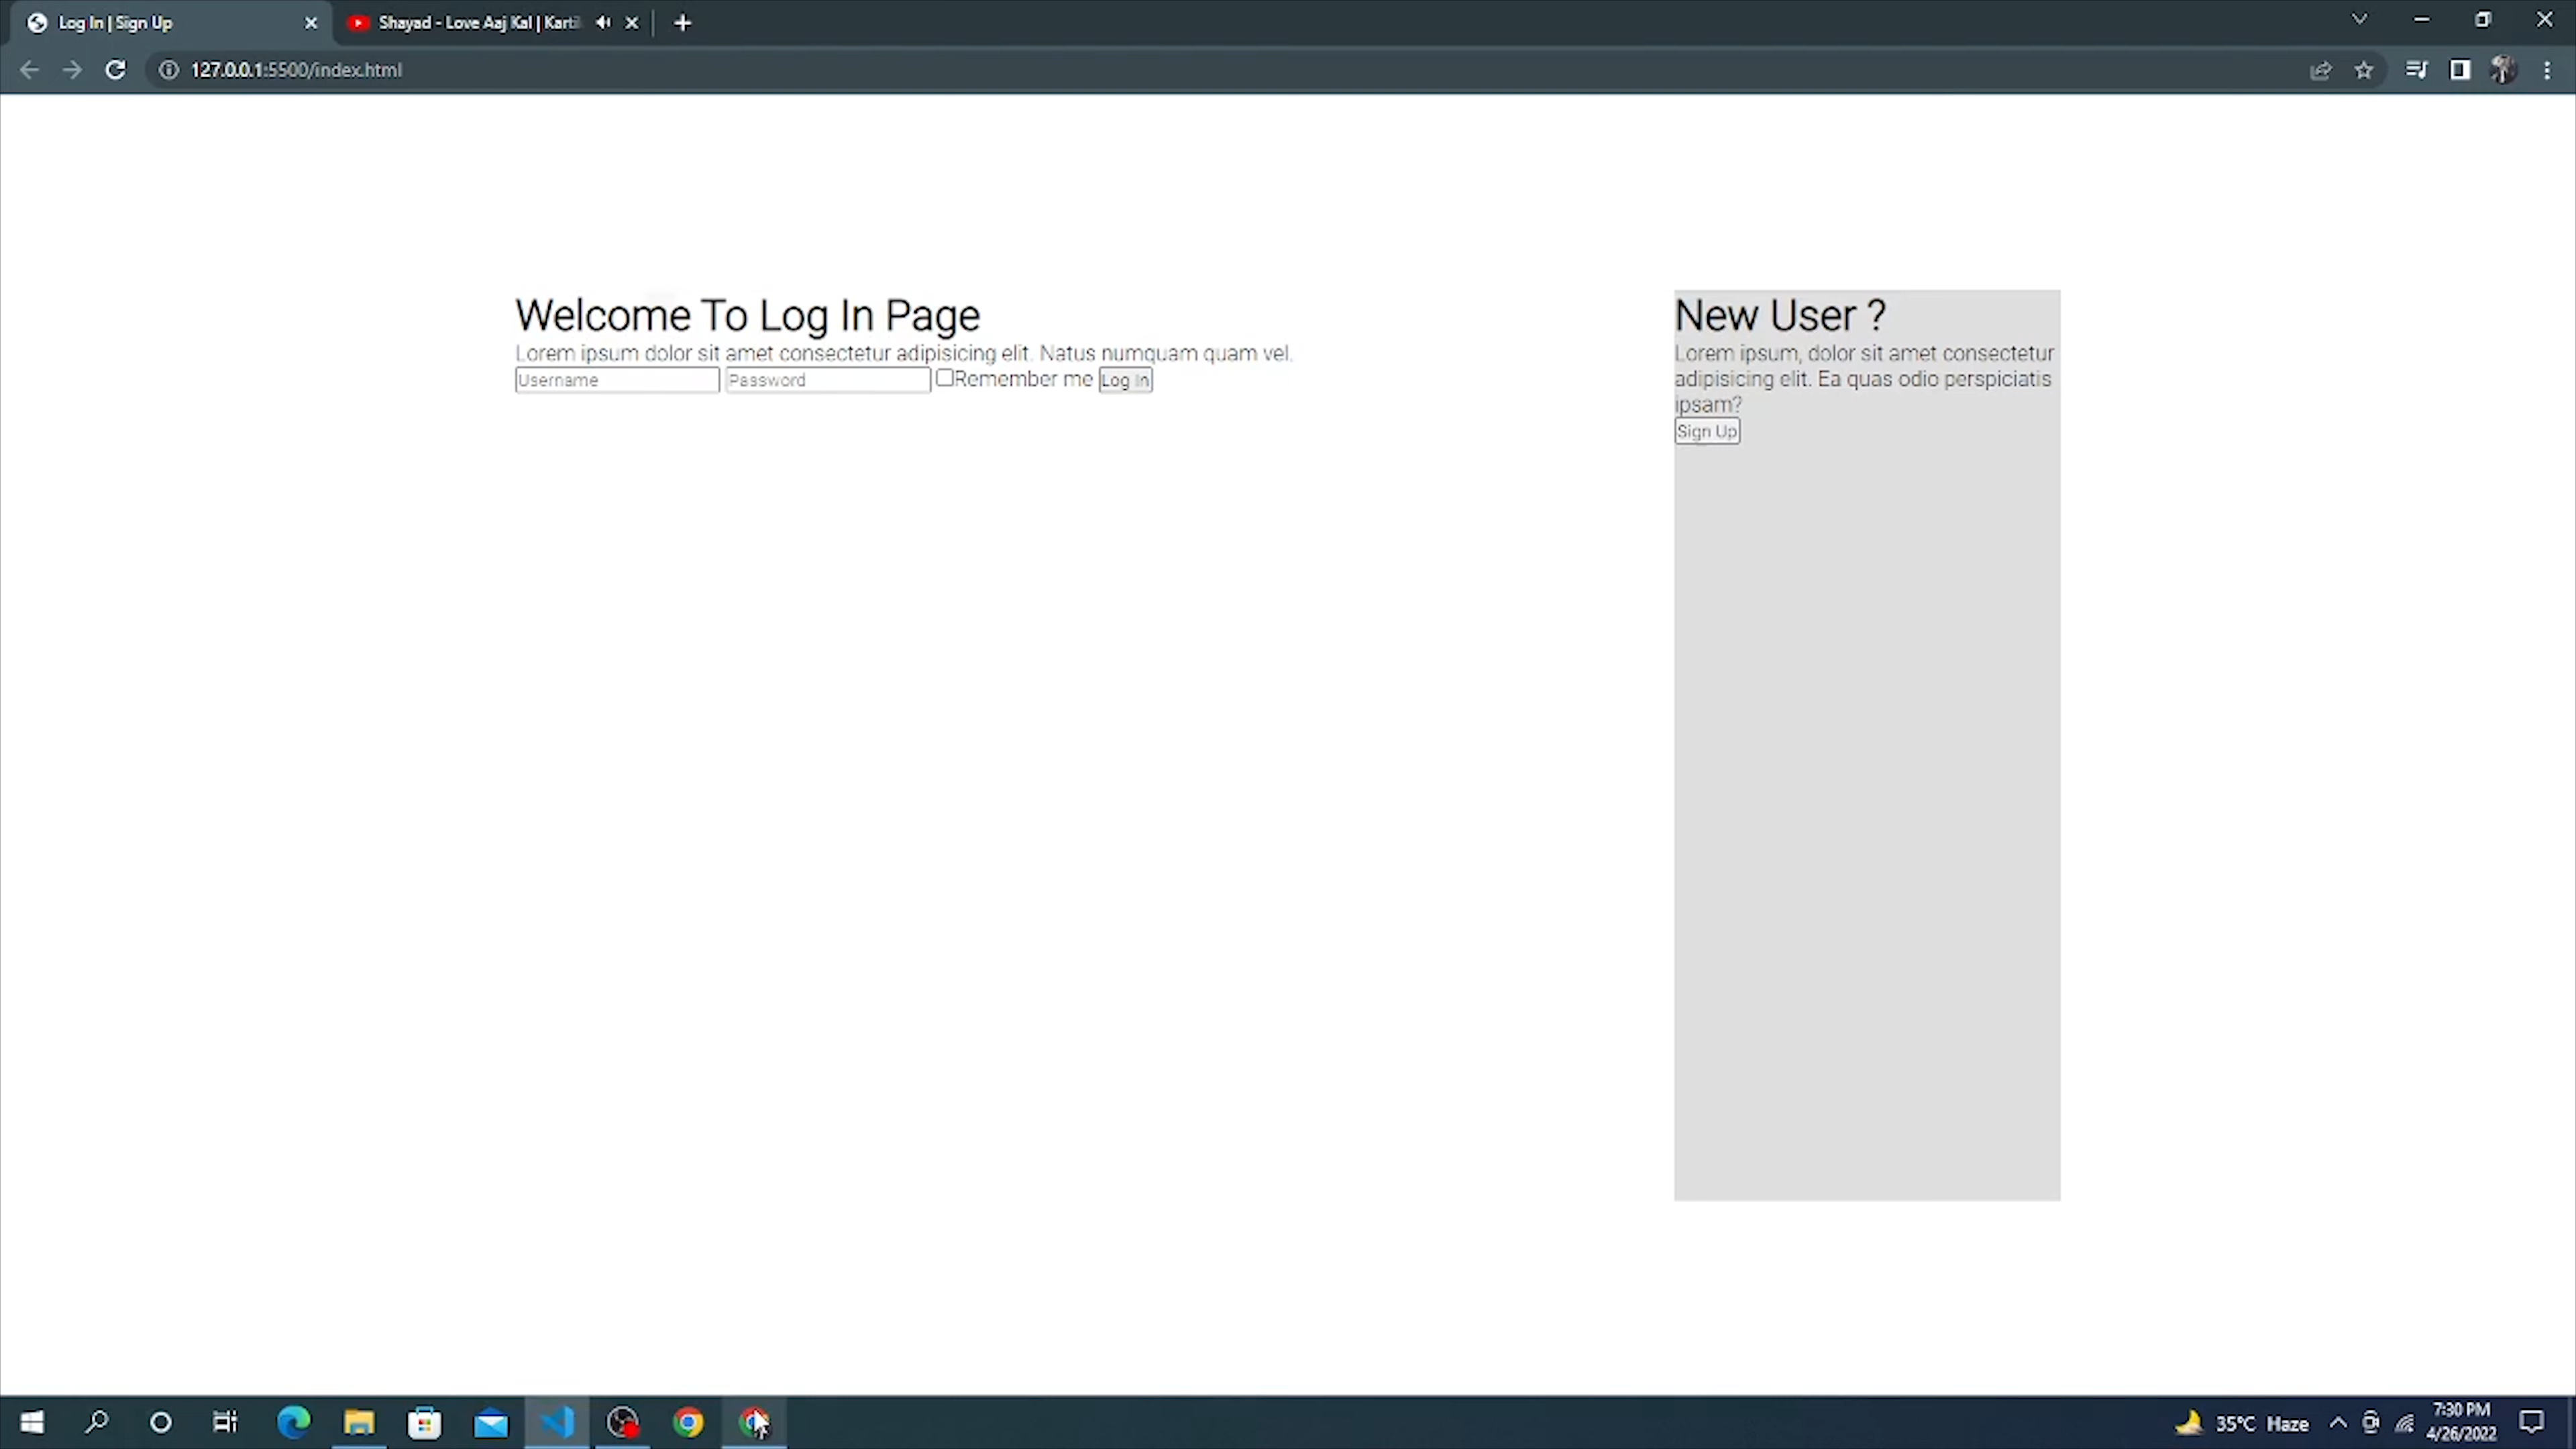 Log In | Sign Up
Shayad - Love Aaj Kal | Karti
127.0.0.1:5500/index.html
Welcome To Log In Page
Lorem ipsum dolor sit amet consectetur adipisicing elit. Natus numquam quam vel.
Username Password Remember me Log In
New User ?
Lorem ipsum, dolor sit amet consectetur
adipisicing elit. Ea quas odio perspiciatis
ipsam?
Sign Up
35°C Haze
7:30 PM
4/26/2022